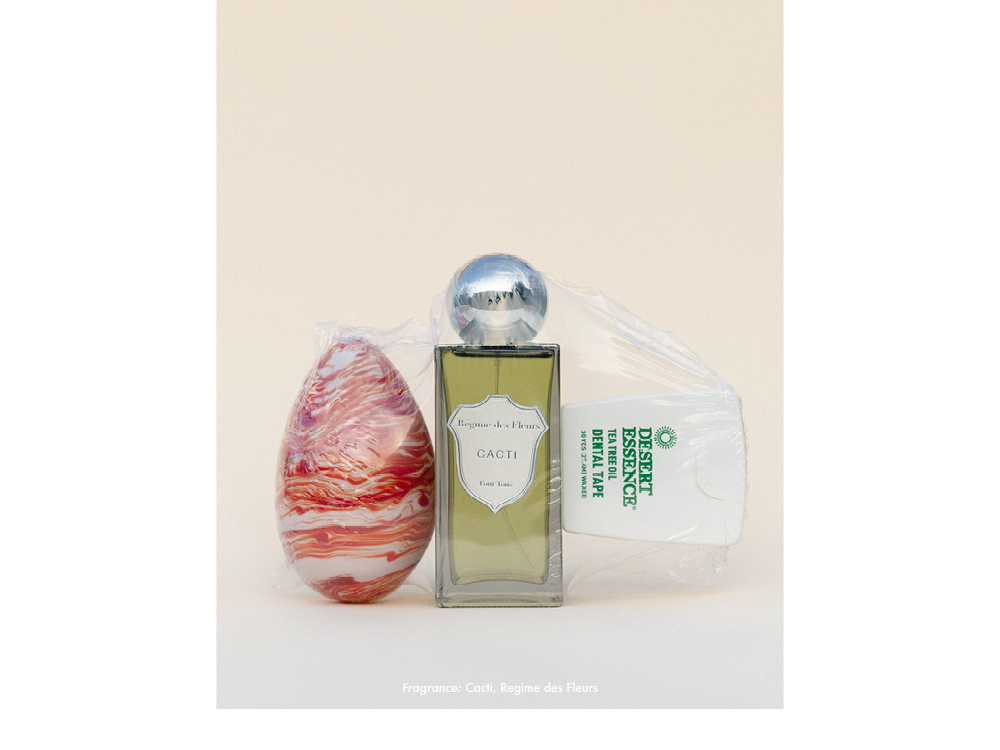 Régime des Fleurs
CACTI
Pour Tous
DESERT
ESSENCE®
TEA TREE OIL
DENTAL TAPE
30 YDS (27.4M) WAXED
Fragrance: Cacti, Regime des Fleurs